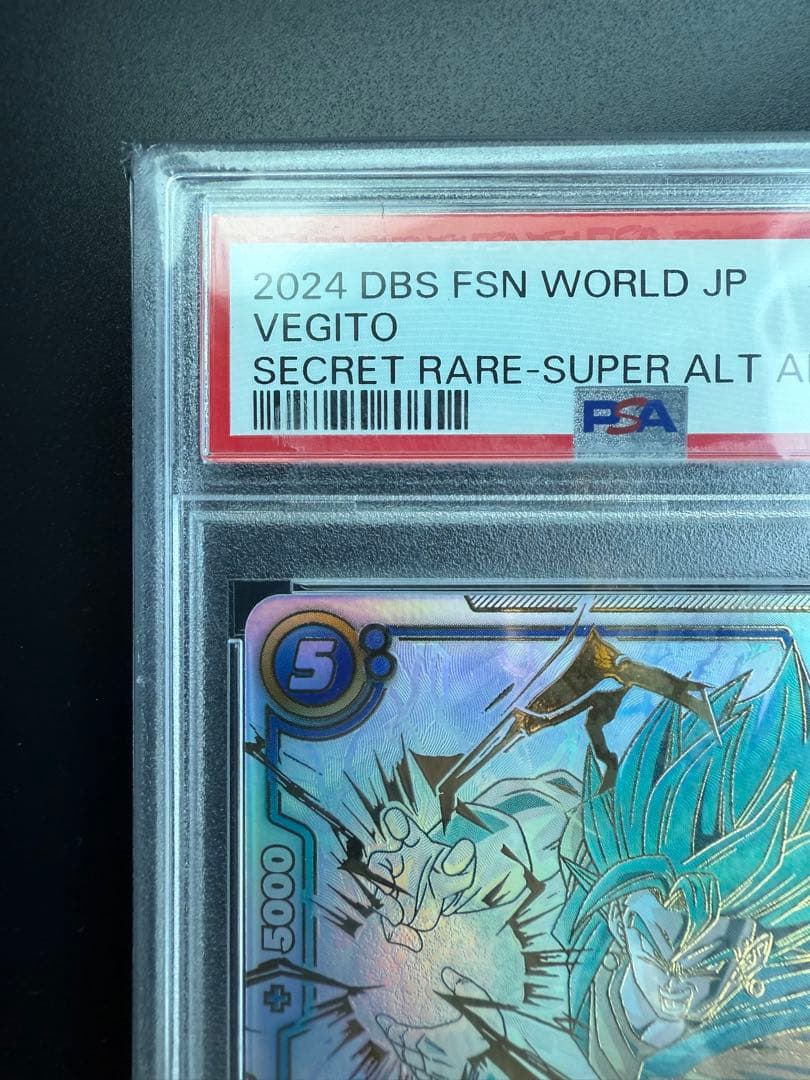 2024 DBS FSN WORLD JP
VEGITO
SECRET RARE-SUPER ALT
PSA
5
+ 5000